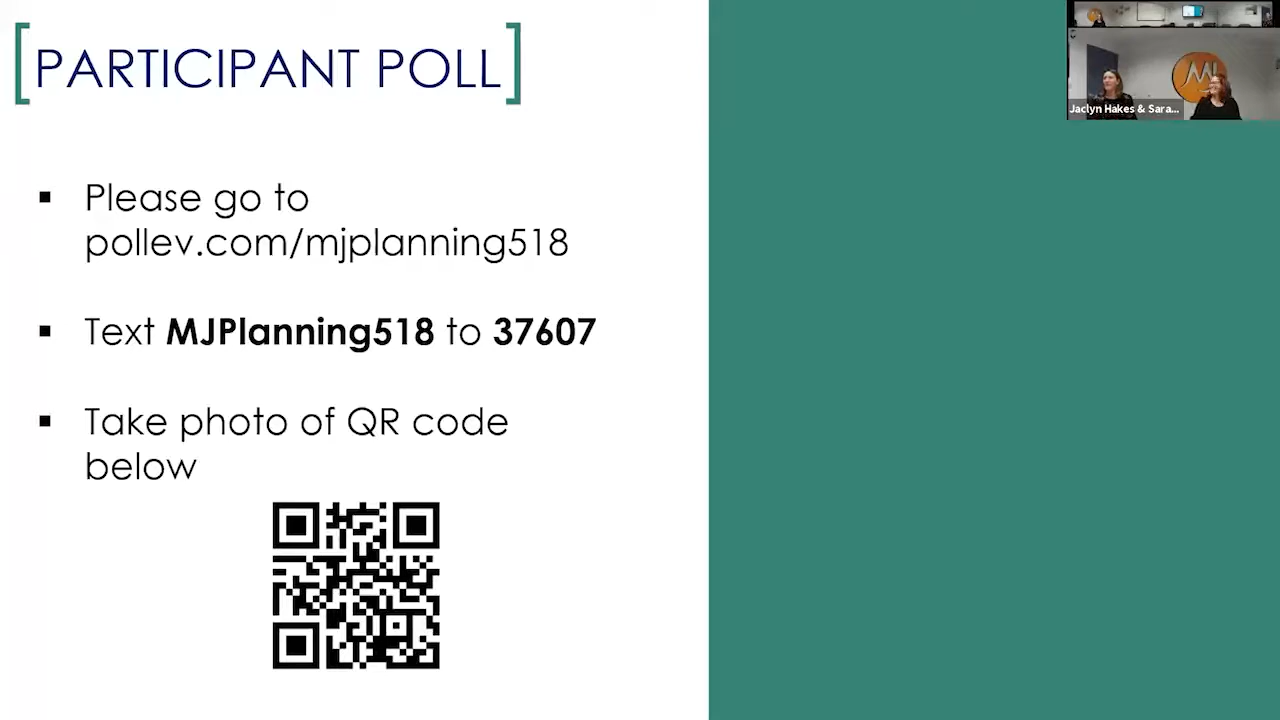 [PARTICIPANT POLL]
▪ Please go to
pollev.com/mjplanning518
▪ Text MJPlanning518 to 37607
▪ Take photo of QR code
below
MJ
Jaclyn Hakes & Sara...